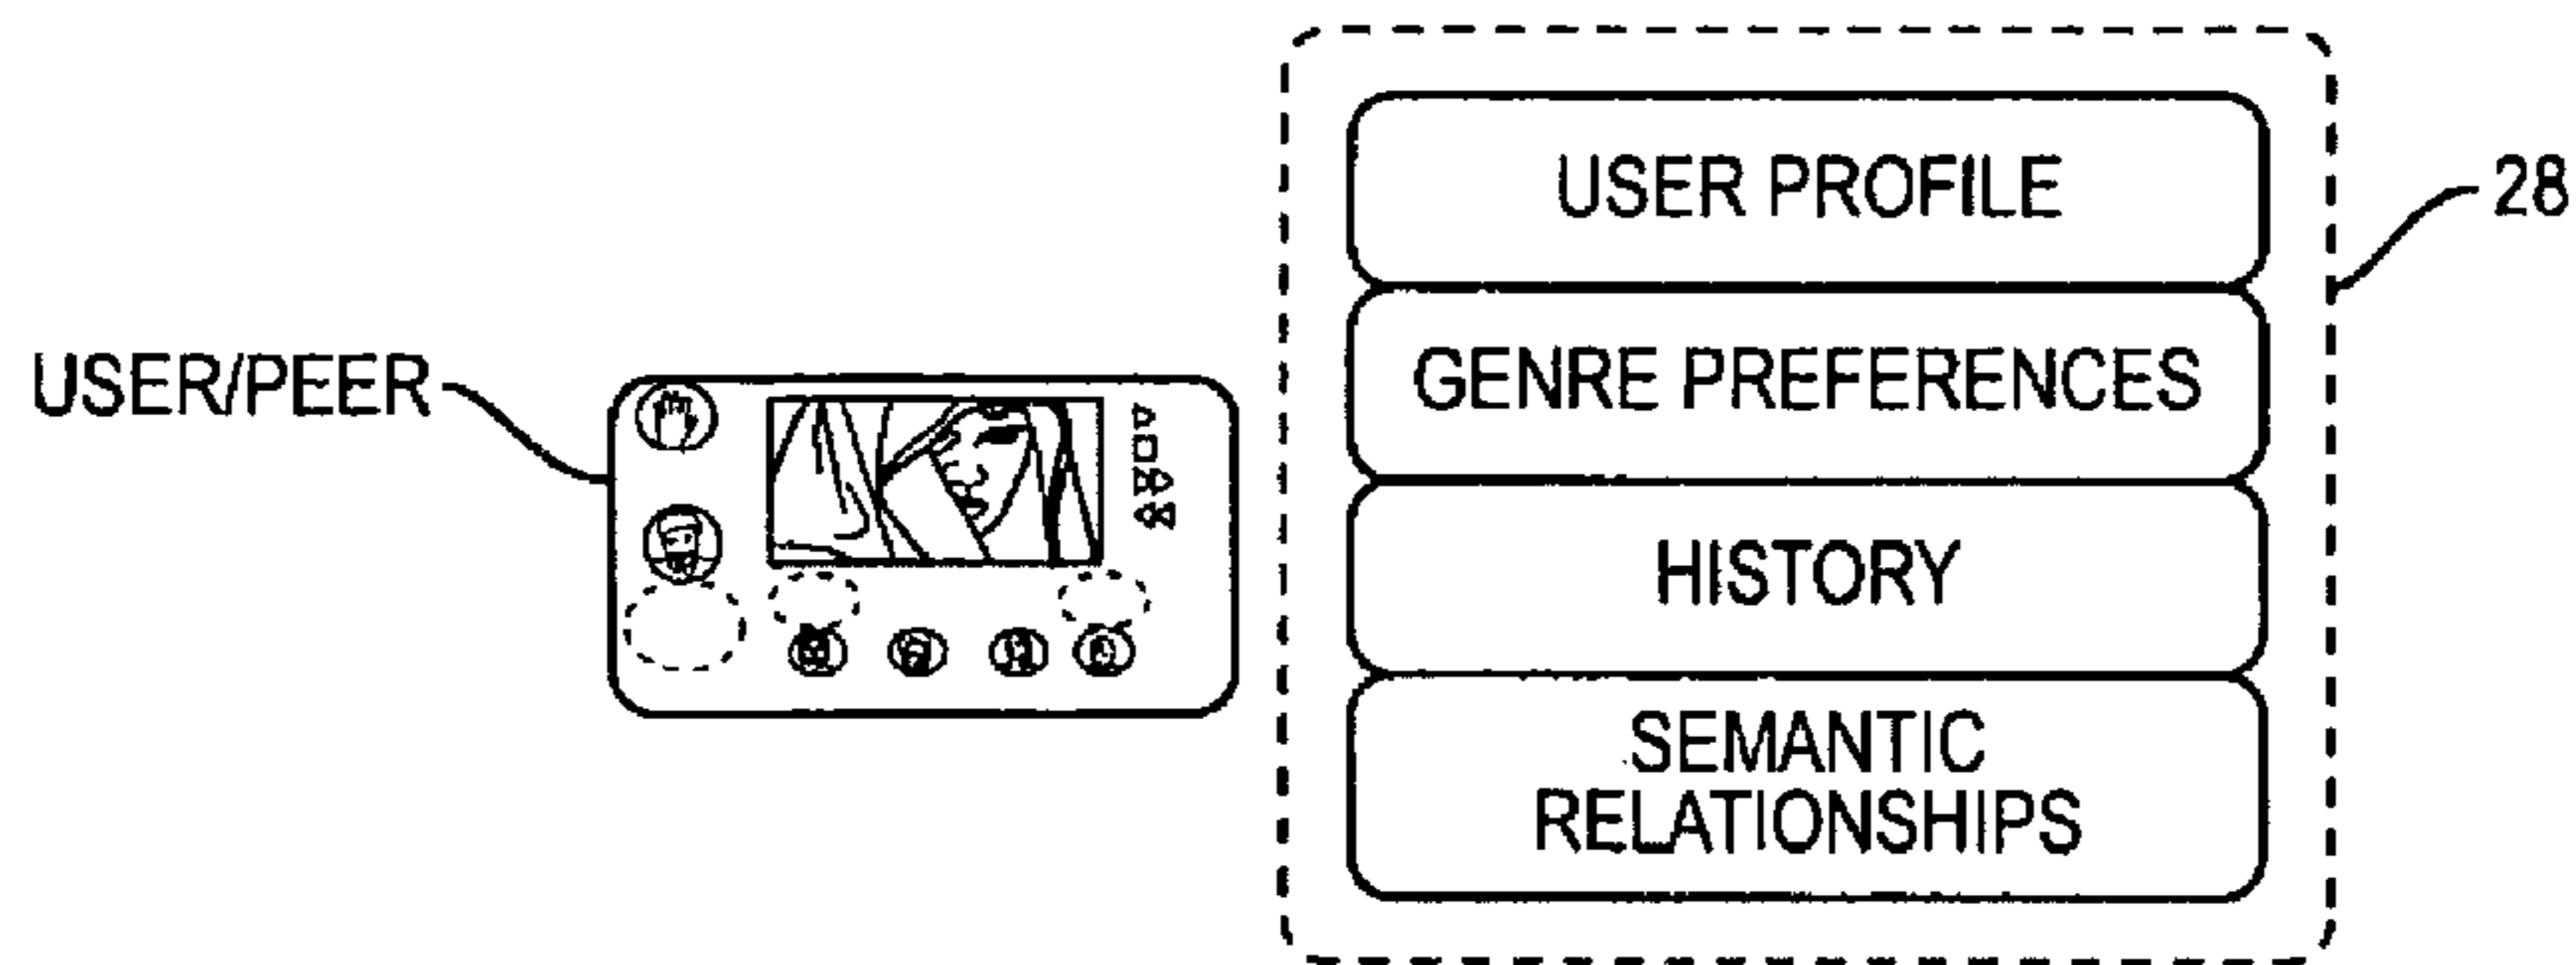 USER/PEER
USER PROFILE
28
GENRE PREFERENCES
HISTORY
SEMANTIC
RELATIONSHIPS